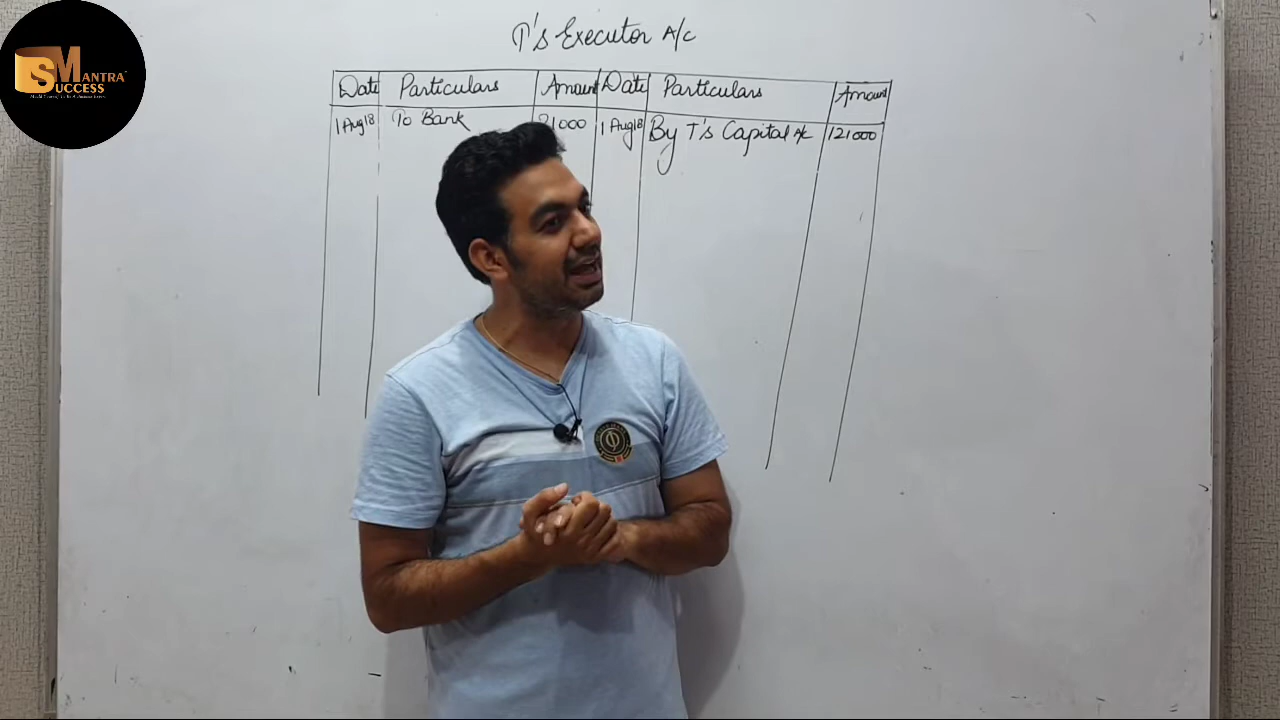 MANTRA
SUCCESS
T's Executor A/c
Date Particulars Amount Date Particulars Amount
1 Aug 18 To Bank 21000 1 Aug 18 By T's Capital A/c 121000